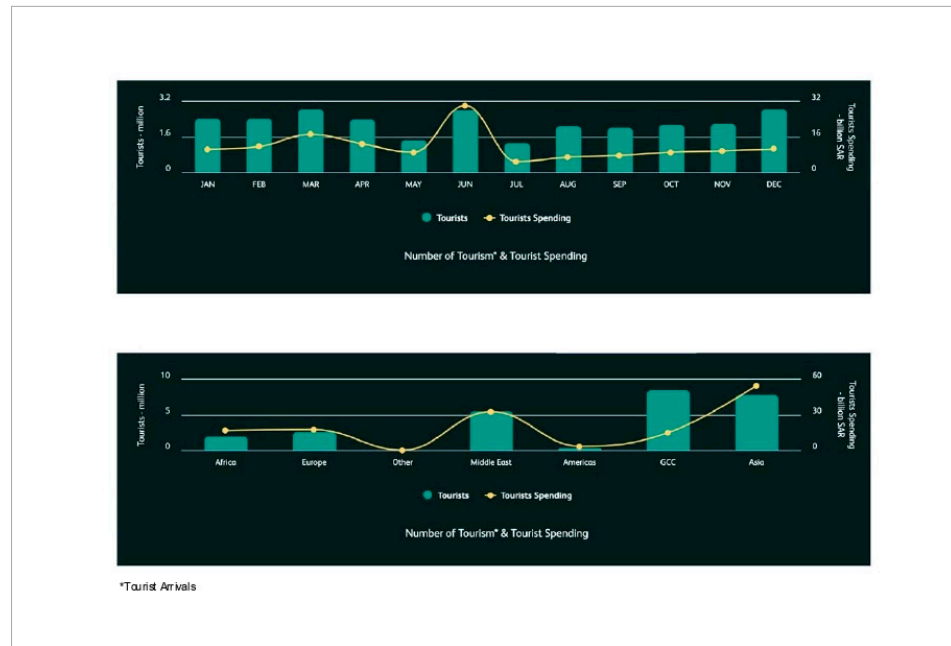 3.2
1.6
0
Tourists - million
32
16
0
Tourists Spending
- billion SAR
JAN FEB MAR APR MAY JUN JUL AUG SEP OCT NOV DEC
Tourists Tourists Spending
Number of Tourism* & Tourist Spending
10
5
0
Tourists - million
60
30
0
Tourists Spending
- billion SAR
Africa Europe Other Middle East Americas GCC Asia
Tourists Tourists Spending
Number of Tourism* & Tourist Spending
*Tourist Arrivals